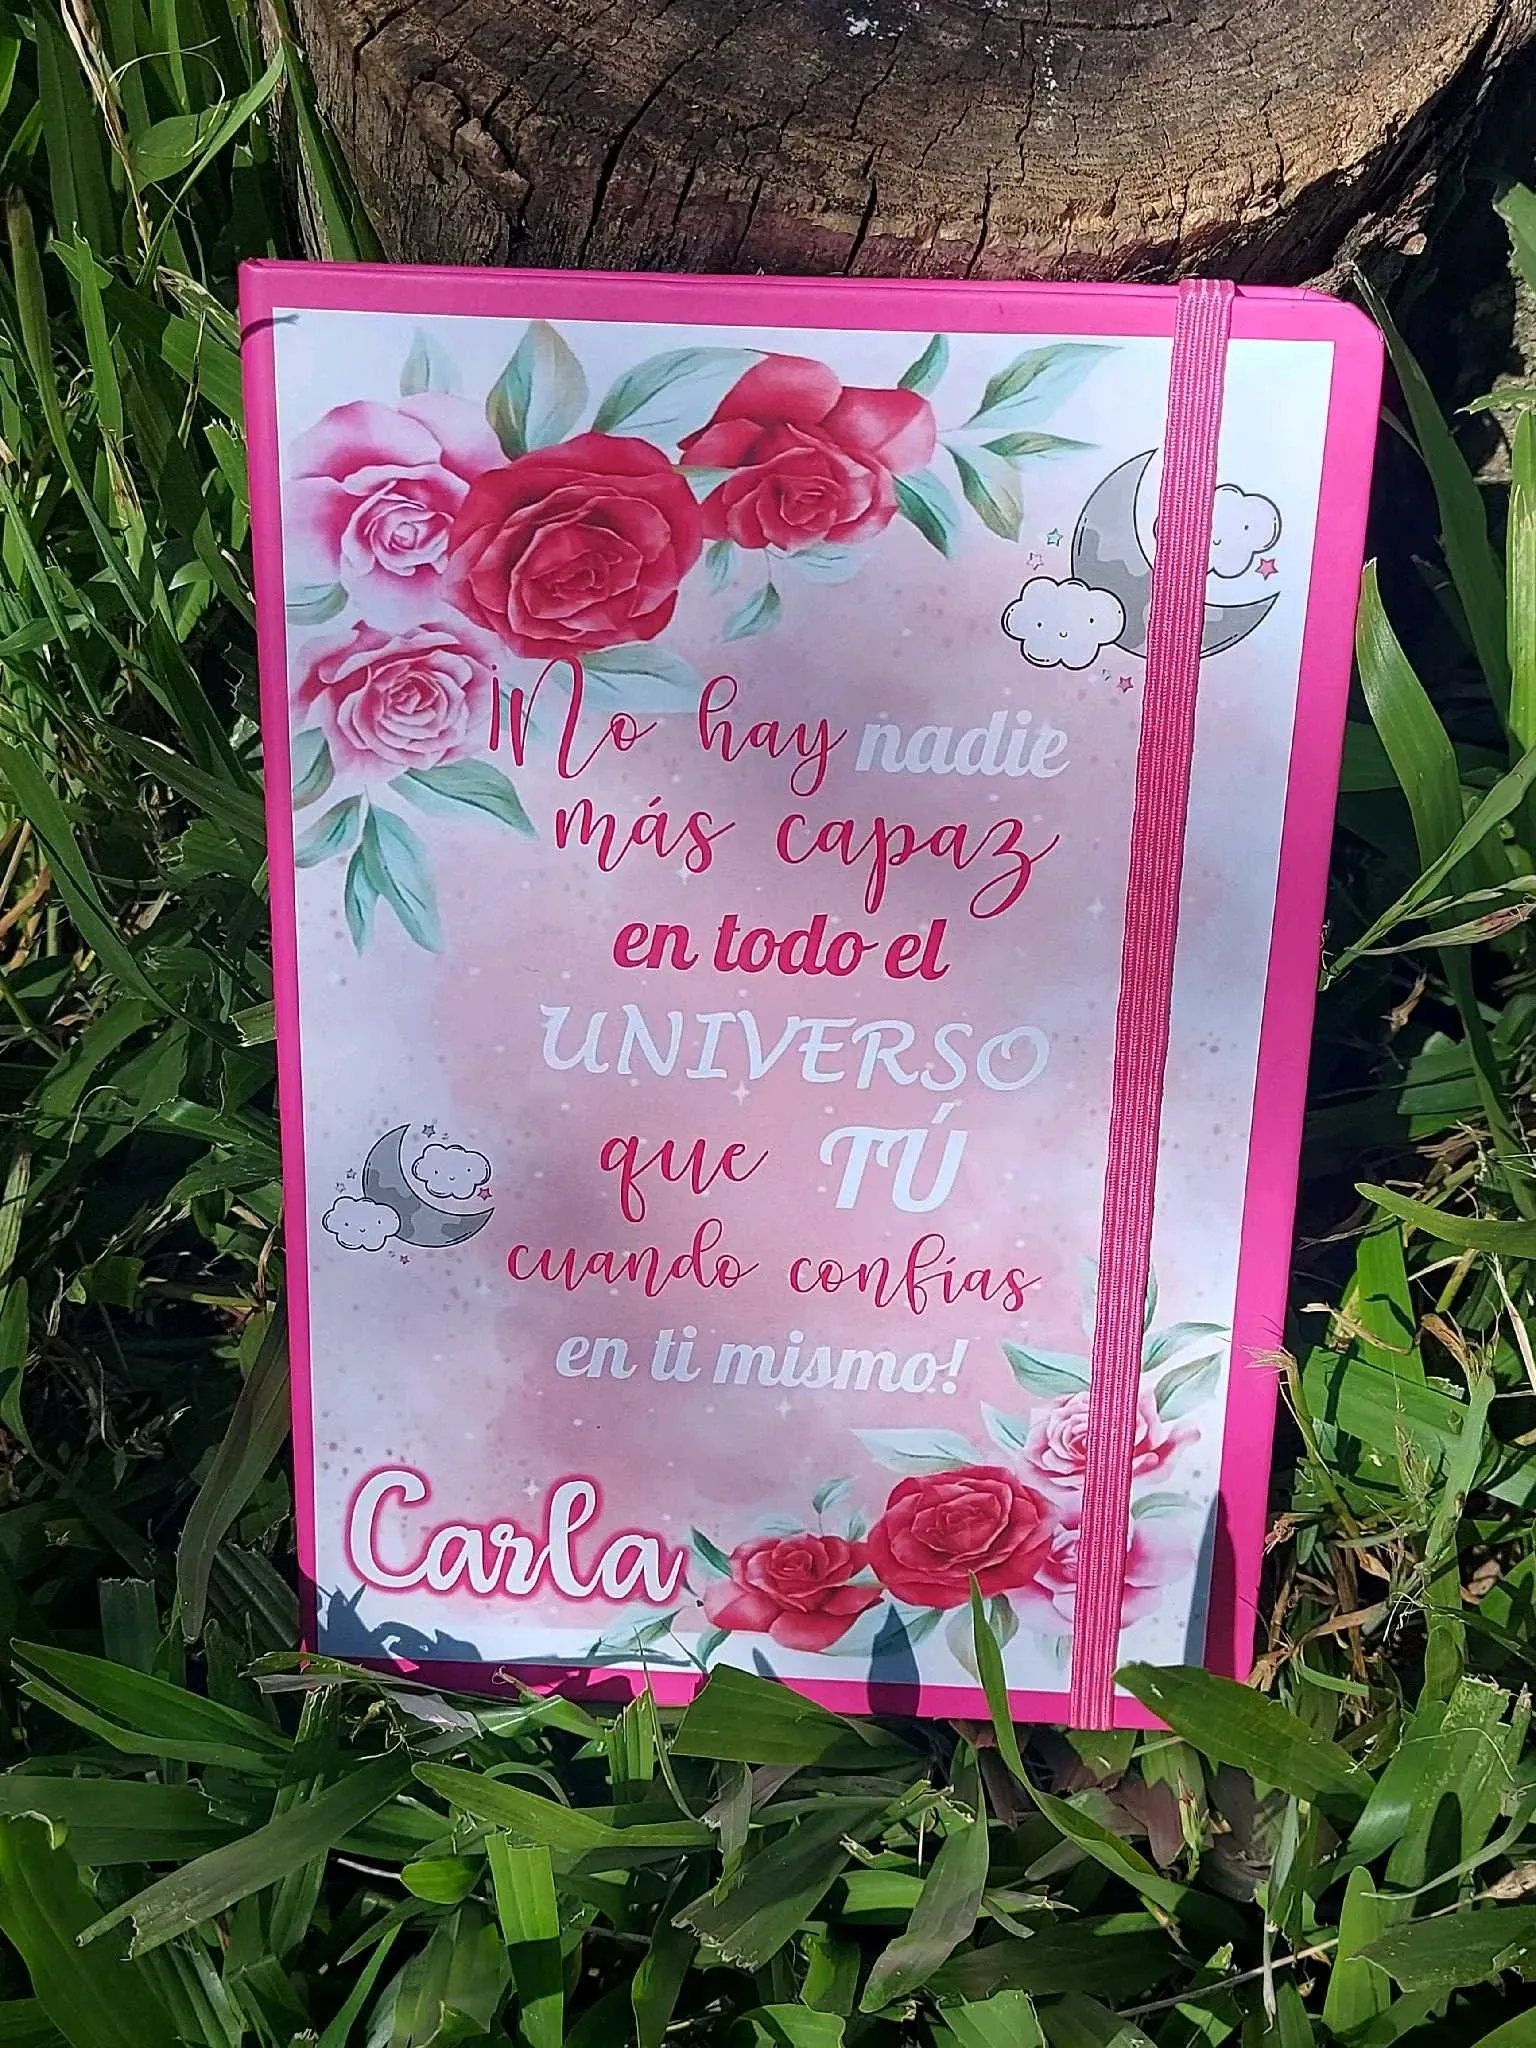 ¡No hay nadie
más capaz
en todo el
UNIVERSO
que TÚ
cuando confías
en ti mismo!
Carla